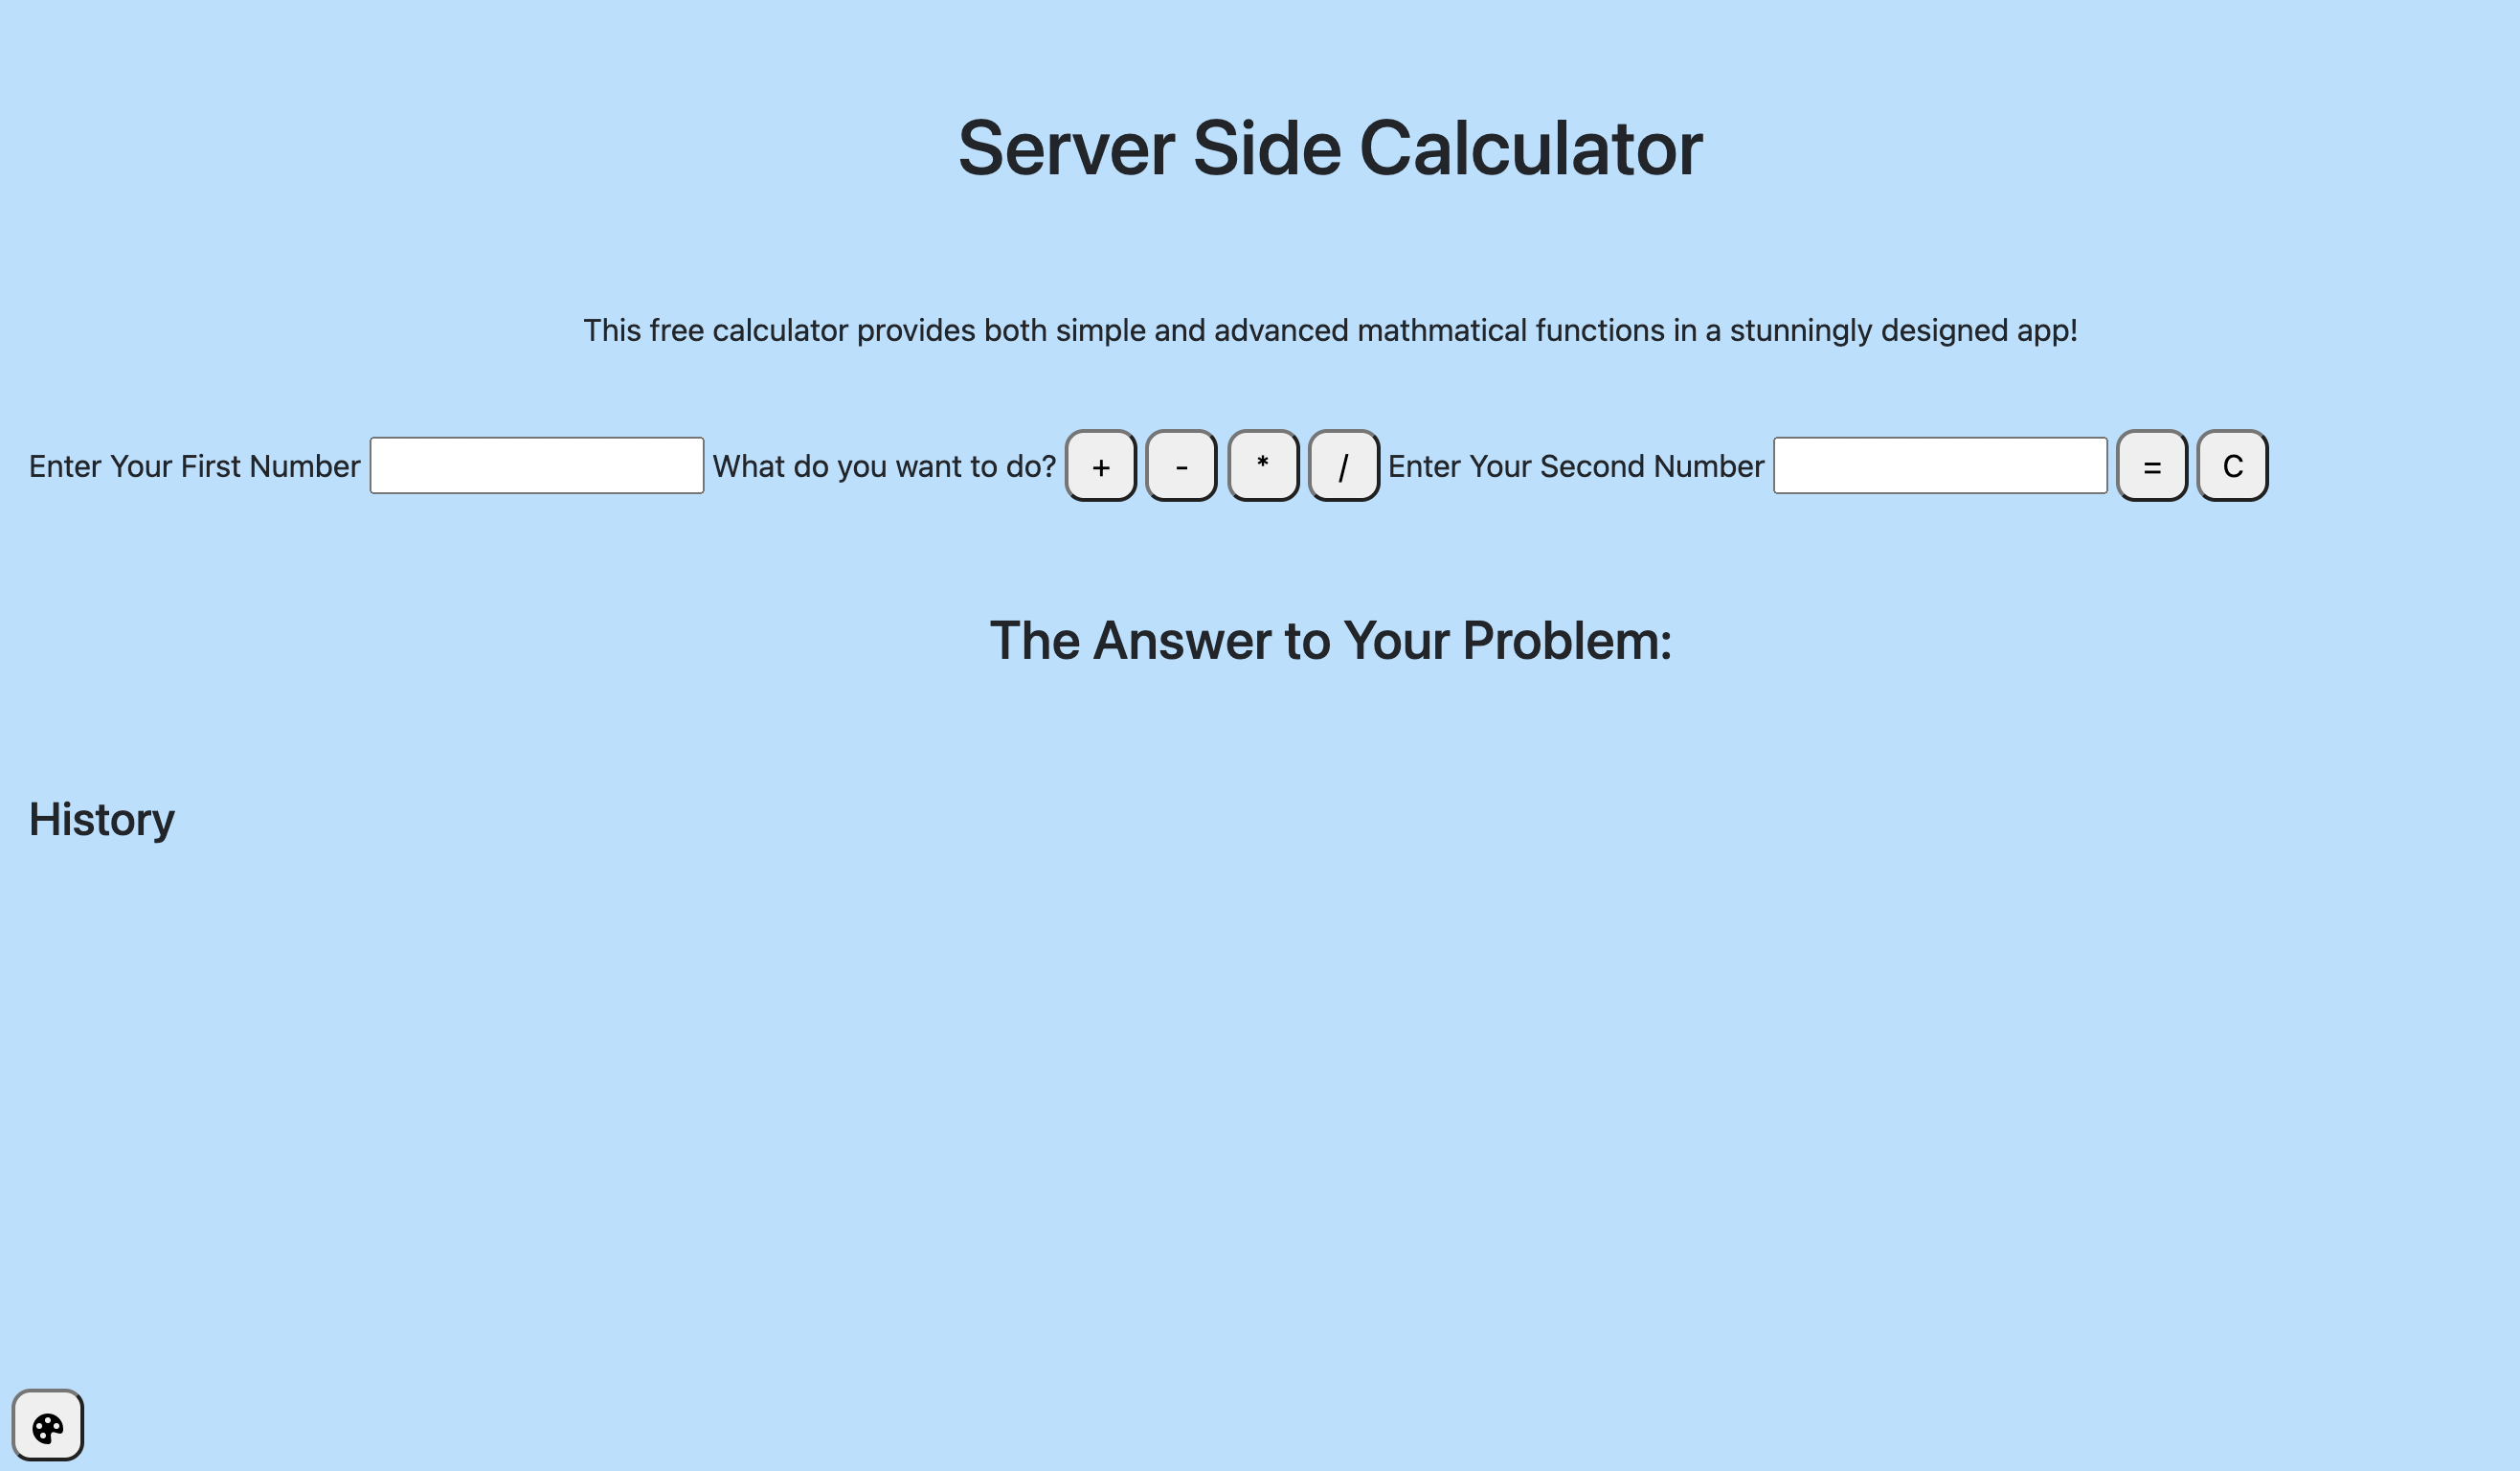 Server Side Calculator
This free calculator provides both simple and advanced mathmatical functions in a stunningly designed app!
Enter Your First Number What do you want to do? + - * / Enter Your Second Number = C
The Answer to Your Problem:
History